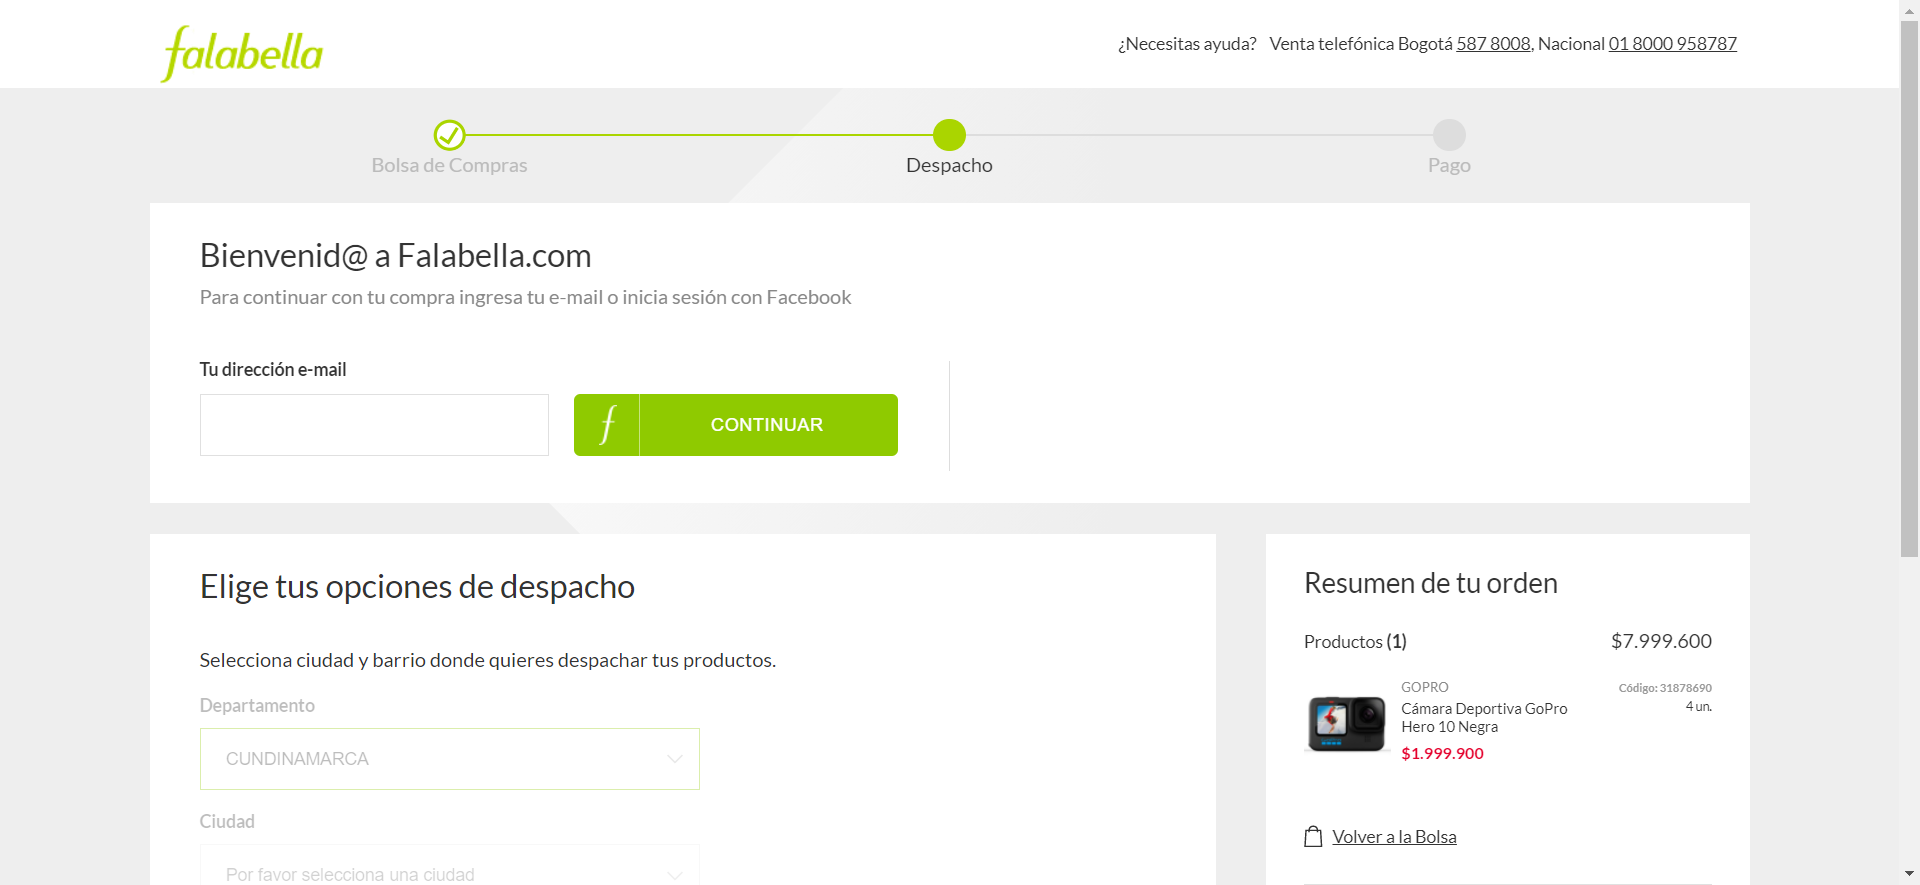 falabella
¿Necesitas ayuda? Venta telefónica Bogotá 587 8008, Nacional 01 8000 958787
Bolsa de Compras
Despacho
Pago
Bienvenid@ a Falabella.com
Para continuar con tu compra ingresa tu e-mail o inicia sesión con Facebook
Tu dirección e-mail
f CONTINUAR
Elige tus opciones de despacho
Selecciona ciudad y barrio donde quieres despachar tus productos.
Departamento
CUNDINAMARCA
Ciudad
Por favor selecciona una ciudad
Resumen de tu orden
Productos (1) $7.999.600
GOPRO Código: 31878690
Cámara Deportiva GoPro 4 un.
Hero 10 Negra
$1.999.900
Volver a la Bolsa